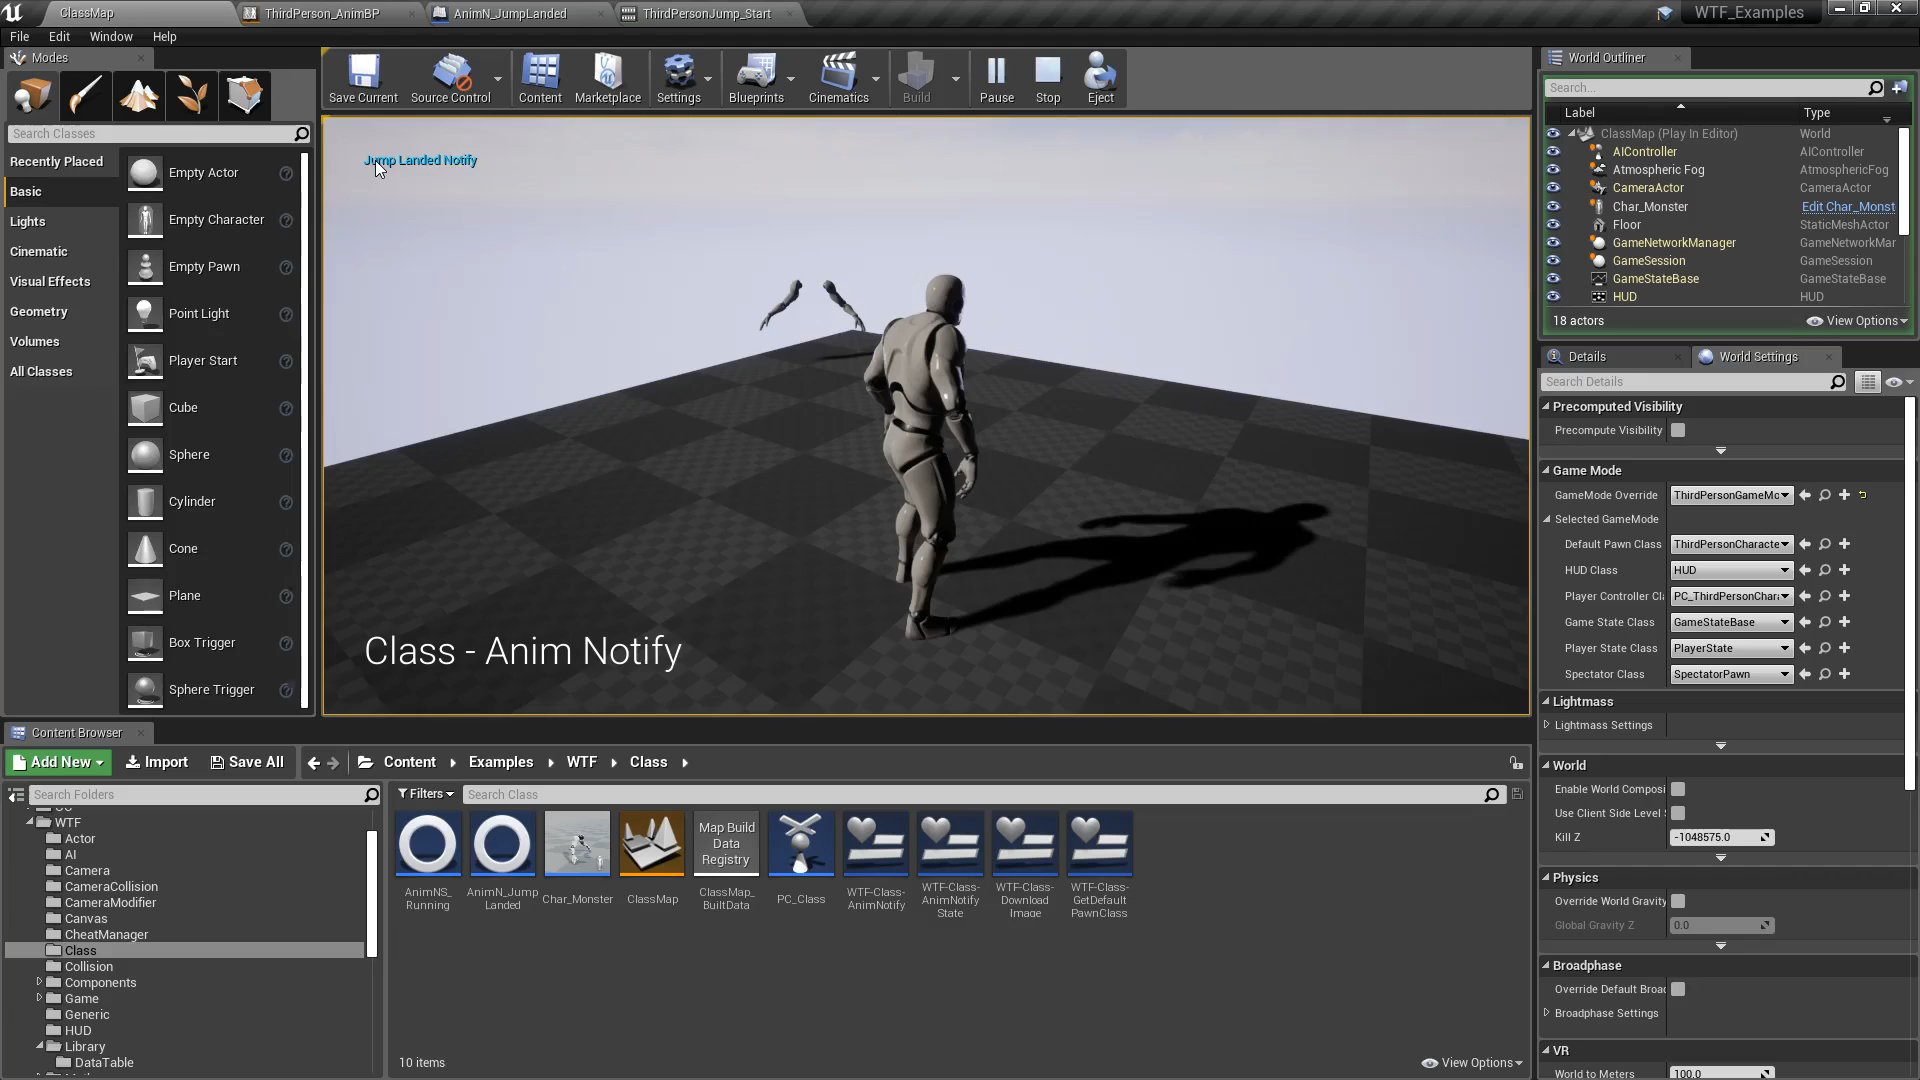 ClassMap
ThirdPerson_AnimBP
AnimN_JumpLanded
ThirdPersonJump_Start
WTF_Examples
File
Edit
Window
Help
Modes
Search Classes
Recently Placed
Basic
Lights
Cinematic
Visual Effects
Geometry
Volumes
All Classes
Empty Actor
Empty Character
Empty Pawn
Point Light
Player Start
Cube
Sphere
Cylinder
Cone
Plane
Box Trigger
Sphere Trigger
Save Current
Source Control
Content
Marketplace
Settings
Blueprints
Cinematics
Build
Pause
Stop
Eject
Jump Landed Notify
Class - Anim Notify
World Outliner
Search...
Label
Type
ClassMap (Play In Editor)
World
AIController
AIController
Atmospheric Fog
AtmosphericFog
CameraActor
CameraActor
Char_Monster
Edit Char_Monst
Floor
StaticMeshActor
GameNetworkManager
GameNetworkMar
GameSession
GameSession
GameStateBase
GameStateBase
HUD
HUD
18 actors
View Options
Details
World Settings
Search Details
Precomputed Visibility
Precompute Visibility
Game Mode
GameMode Override
ThirdPersonGameMc
Selected GameMode
Default Pawn Class
ThirdPersonCharacte
HUD Class
HUD
Player Controller Cl
PC_ThirdPersonChar
Game State Class
GameStateBase
Player State Class
PlayerState
Spectator Class
SpectatorPawn
Lightmass
Lightmass Settings
World
Enable World Composi
Use Client Side Level
Kill Z
-1048575.0
Physics
Override World Gravity
Global Gravity Z
0.0
Broadphase
Override Default Broad
Broadphase Settings
VR
World to Meters
100.0
Content Browser
Add New
Import
Save All
Content
Examples
WTF
Class
Search Folders
Filters
Search Class
WTF
Actor
AI
Camera
CameraCollision
CameraModifier
Canvas
CheatManager
Class
Collision
Components
Game
Generic
HUD
Library
DataTable
AnimNS_
Running
AnimN_Jump
Landed
Char_Monster
ClassMap
Map Build
Data
Registry
ClassMap_
BuiltData
PC_Class
WTF-Class-
AnimNotify
WTF-Class-
AnimNotify
State
WTF-Class-
Download
Image
WTF-Class-
GetDefault
PawnClass
10 items
View Options